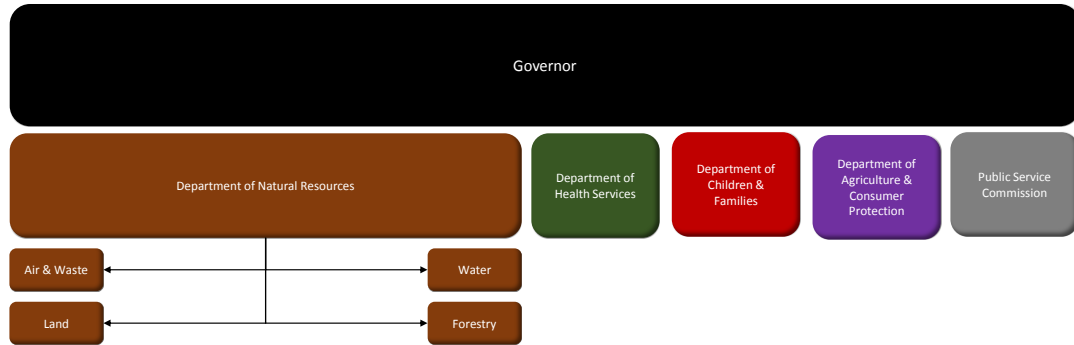 Governor
Department of Natural Resources
Department of
Health Services
Department of
Children &
Families
Department of
Agriculture &
Consumer
Protection
Public Service
Commission
Air & Waste
Water
Land
Forestry